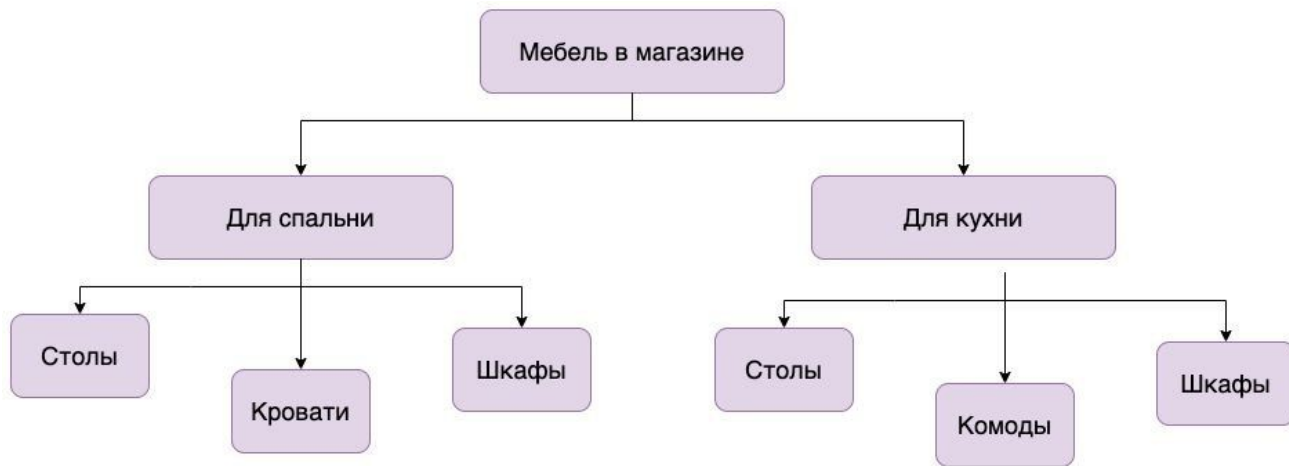 Мебель в магазине
Для спальни
Для кухни
Столы
Кровати
Шкафы
Столы
Комоды
Шкафы